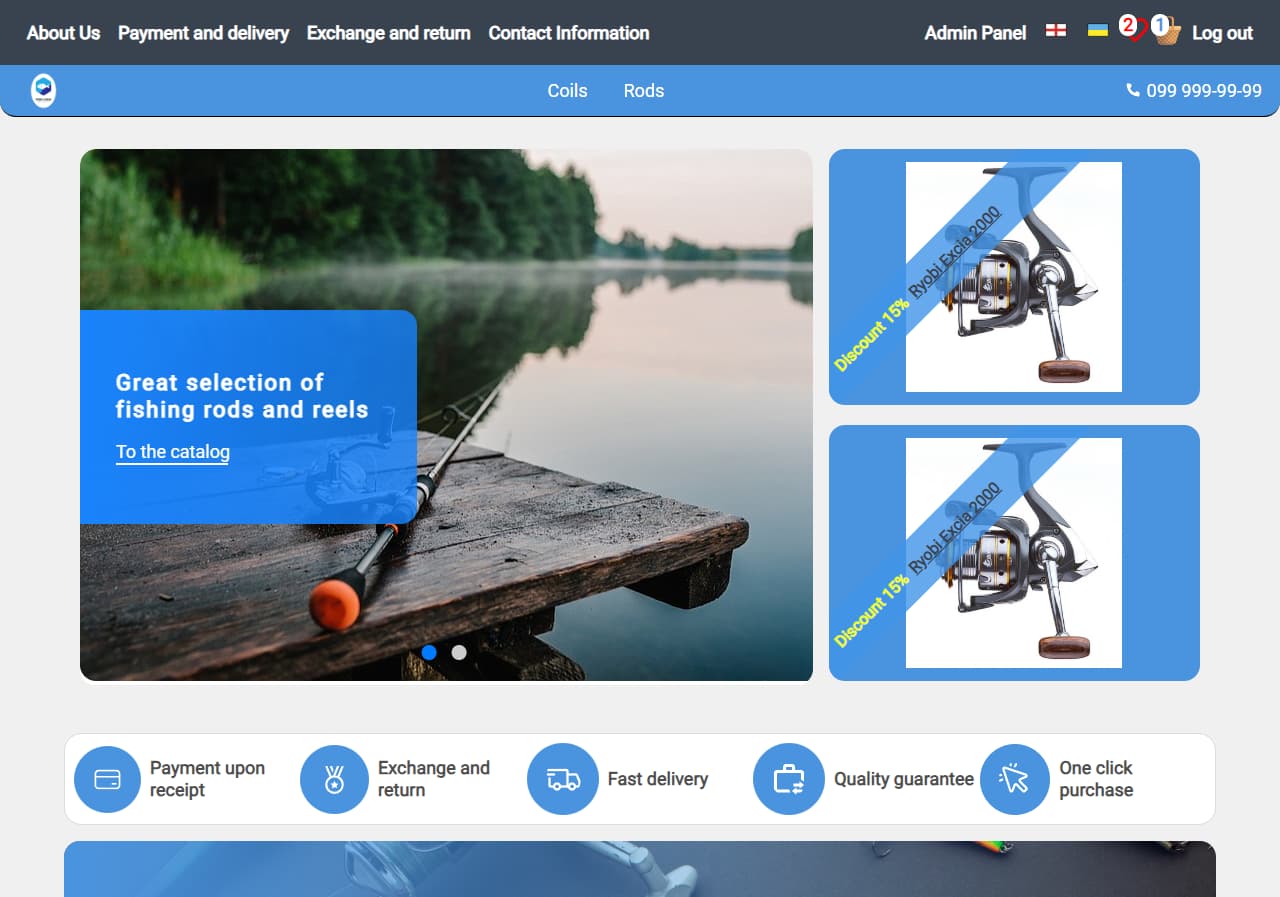 About Us Payment and delivery Exchange and return Contact Information Admin Panel 2 1 Log out
Coils Rods 099 999-99-99
Great selection of
fishing rods and reels
To the catalog
Discount 15% Ryobi Excia 2000
Discount 15% Ryobi Excia 2000
Payment upon
receipt
Exchange and
return
Fast delivery
Quality guarantee
One click
purchase